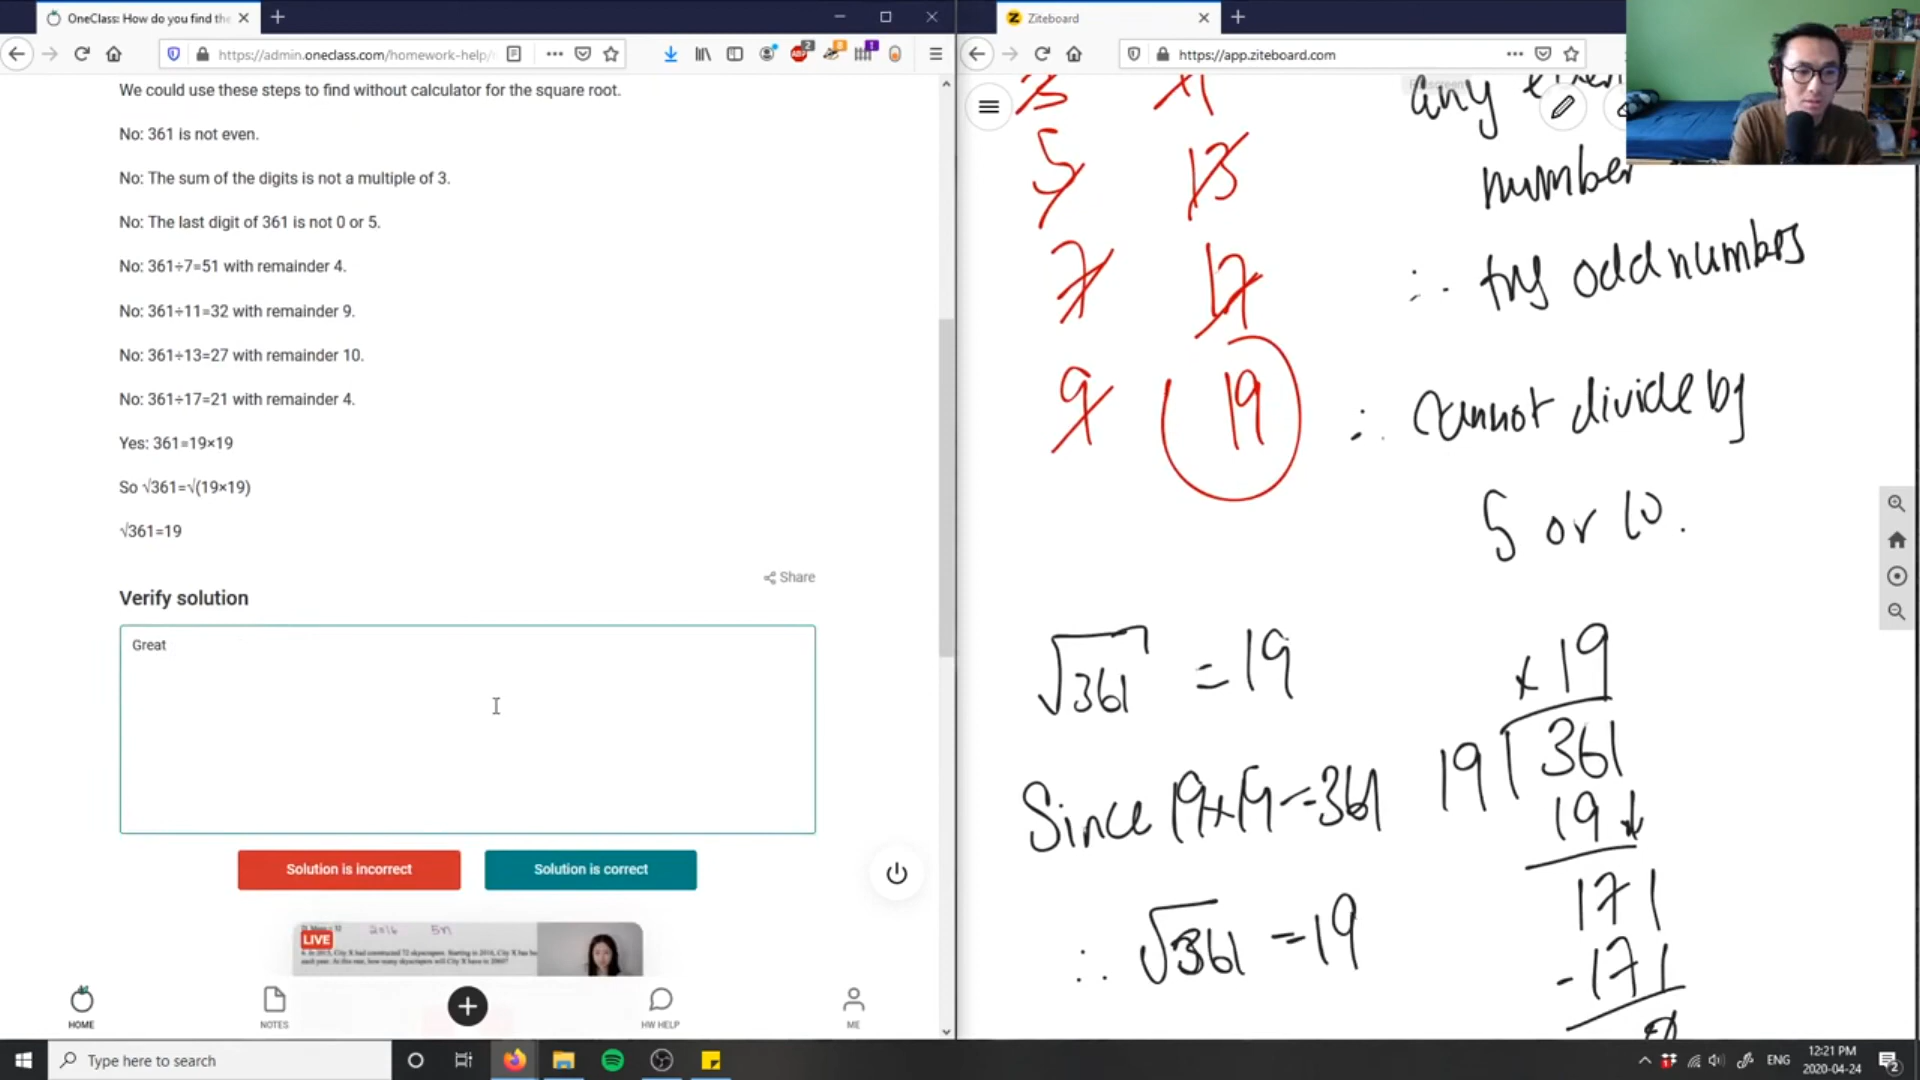 OneClass: How do you find the
Ziteboard
https://admin.oneclass.com/homework-help/
https://app.ziteboard.com
We could use these steps to find without calculator for the square root.
No: 361 is not even.
No: The sum of the digits is not a multiple of 3.
No: The last digit of 361 is not 0 or 5.
No: 361÷7=51 with remainder 4.
No: 361÷11=32 with remainder 9.
No: 361÷13=27 with remainder 10.
No: 361÷17=21 with remainder 4.
Yes: 361=19×19
So √361=√(19×19)
√361=19
Share
Verify solution
Great
Solution is incorrect
Solution is correct
LIVE
2016
5n
HOME
NOTES
HW HELP
ME
3 11
5 13
7 17
9 19
any even
number
∴ try odd numbers
∴ cannot divide by
5 or 10.
√361 = 19
Since 19×19=361
∴ √361 = 19
× 19
19 361
19 ↓
171
-171
0
Type here to search
ENG
12:21 PM
2020-04-24
2